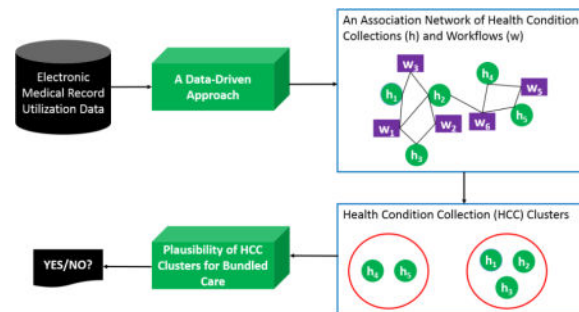 Electronic
Medical Record
Utilization Data
A Data-Driven
Approach
An Association Network of Health Condition
Collections (h) and Workflows (w)
w3
h4
h1
h2
w5
w1
w2
w6
h5
h3
Health Condition Collection (HCC) Clusters
h4
h5
h1
h2
h3
Plausibility of HCC
Clusters for Bundled
Care
YES/NO?